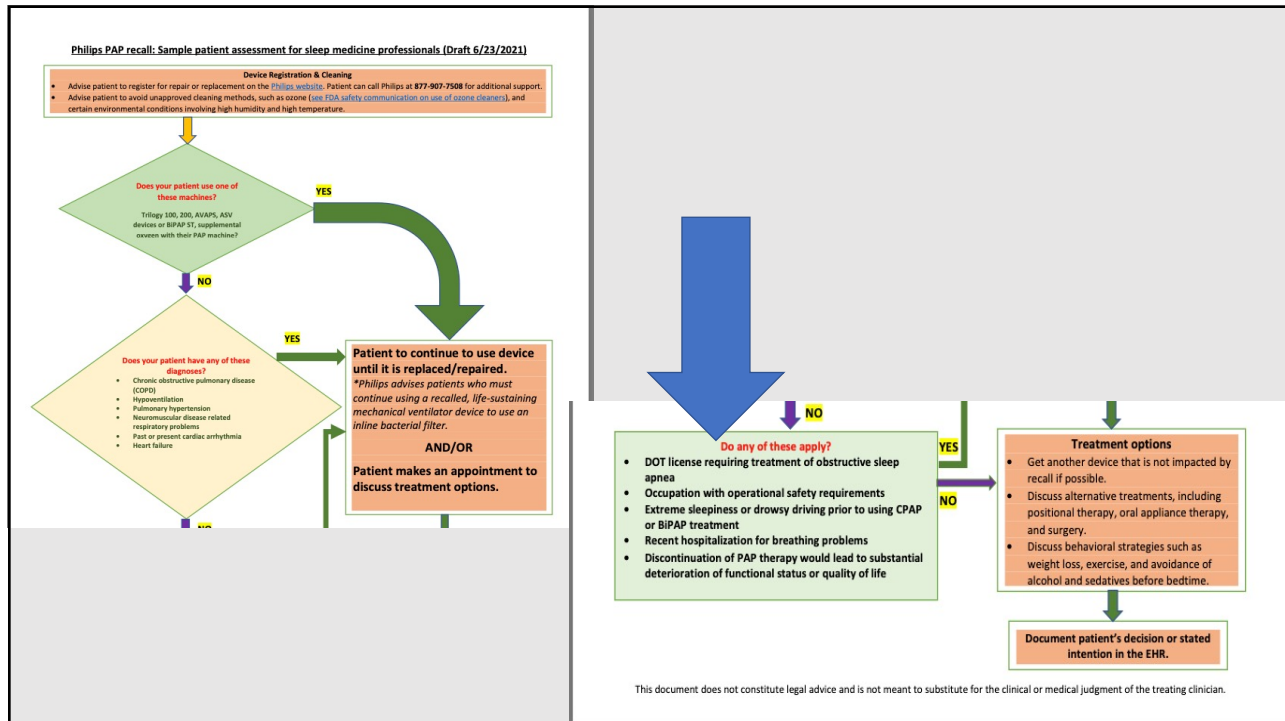 Philips PAP recall: Sample patient assessment for sleep medicine professionals (Draft 6/23/2021)
Device Registration & Cleaning
• Advise patient to register for repair or replacement on the Philips website. Patient can call Philips at 877-907-7508 for additional support.
• Advise patient to avoid unapproved cleaning methods, such as ozone (see FDA safety communication on use of ozone cleaners), and
certain environmental conditions involving high humidity and high temperature.
Does your patient use one of
these machines?
Trilogy 100, 200, AVAPS, ASV
devices or BiPAP ST, supplemental
oxveen with their PAP machine?
YES
NO
Does your patient have any of these
diagnoses?
• Chronic obstructive pulmonary disease
(COPD)
• Hypoventilation
• Pulmonary hypertension
• Neuromuscular disease related
respiratory problems
• Past or present cardiac arrhythmia
• Heart failure
YES
NO
Patient to continue to use device
until it is replaced/repaired.
*Philips advises patients who must
continue using a recalled, life-sustaining
mechanical ventilator device to use an
inline bacterial filter.
AND/OR
Patient makes an appointment to
discuss treatment options.
NO
Do any of these apply?
• DOT license requiring treatment of obstructive sleep
apnea
• Occupation with operational safety requirements
• Extreme sleepiness or drowsy driving prior to using CPAP
or BiPAP treatment
• Recent hospitalization for breathing problems
• Discontinuation of PAP therapy would lead to substantial
deterioration of functional status or quality of life
YES
NO
Treatment options
• Get another device that is not impacted by
recall if possible.
• Discuss alternative treatments, including
positional therapy, oral appliance therapy,
and surgery.
• Discuss behavioral strategies such as
weight loss, exercise, and avoidance of
alcohol and sedatives before bedtime.
Document patient's decision or stated
intention in the EHR.
This document does not constitute legal advice and is not meant to substitute for the clinical or medical judgment of the treating clinician.